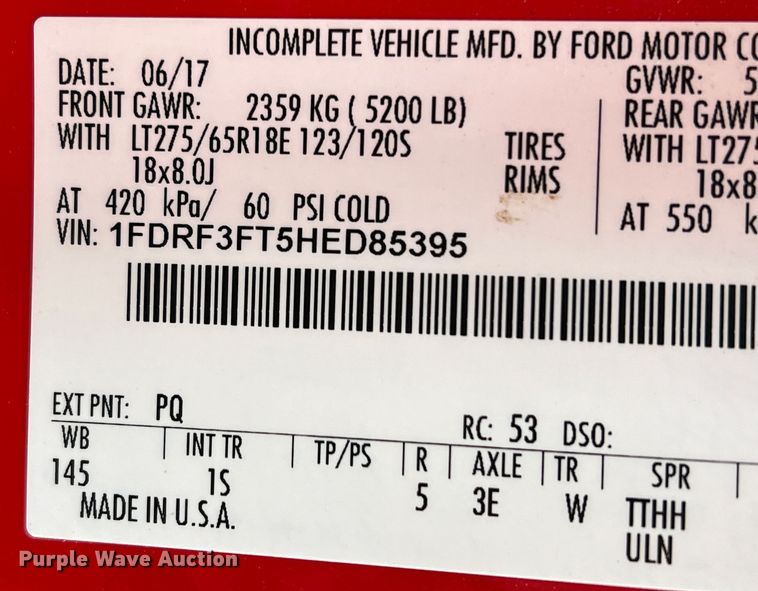 INCOMPLETE VEHICLE MFD. BY FORD MOTOR
DATE: 06/17 GVWR: 5
FRONT GAWR: 2359 KG ( 5200 LB) REAR GAWR
WITH LT275/65R18E 123/120S TIRES WITH LT275
18x8.0J RIMS 18x8
AT 420 kPa/ 60 PSI COLD AT 550 k
VIN: 1FDRF3FT5HED85395
EXT PNT: PQ RC: 53 DSO:
WB INT TR TP/PS R AXLE TR SPR
145 1S 5 3E W TTHH
MADE IN U.S.A. ULN
Purple Wave Auction